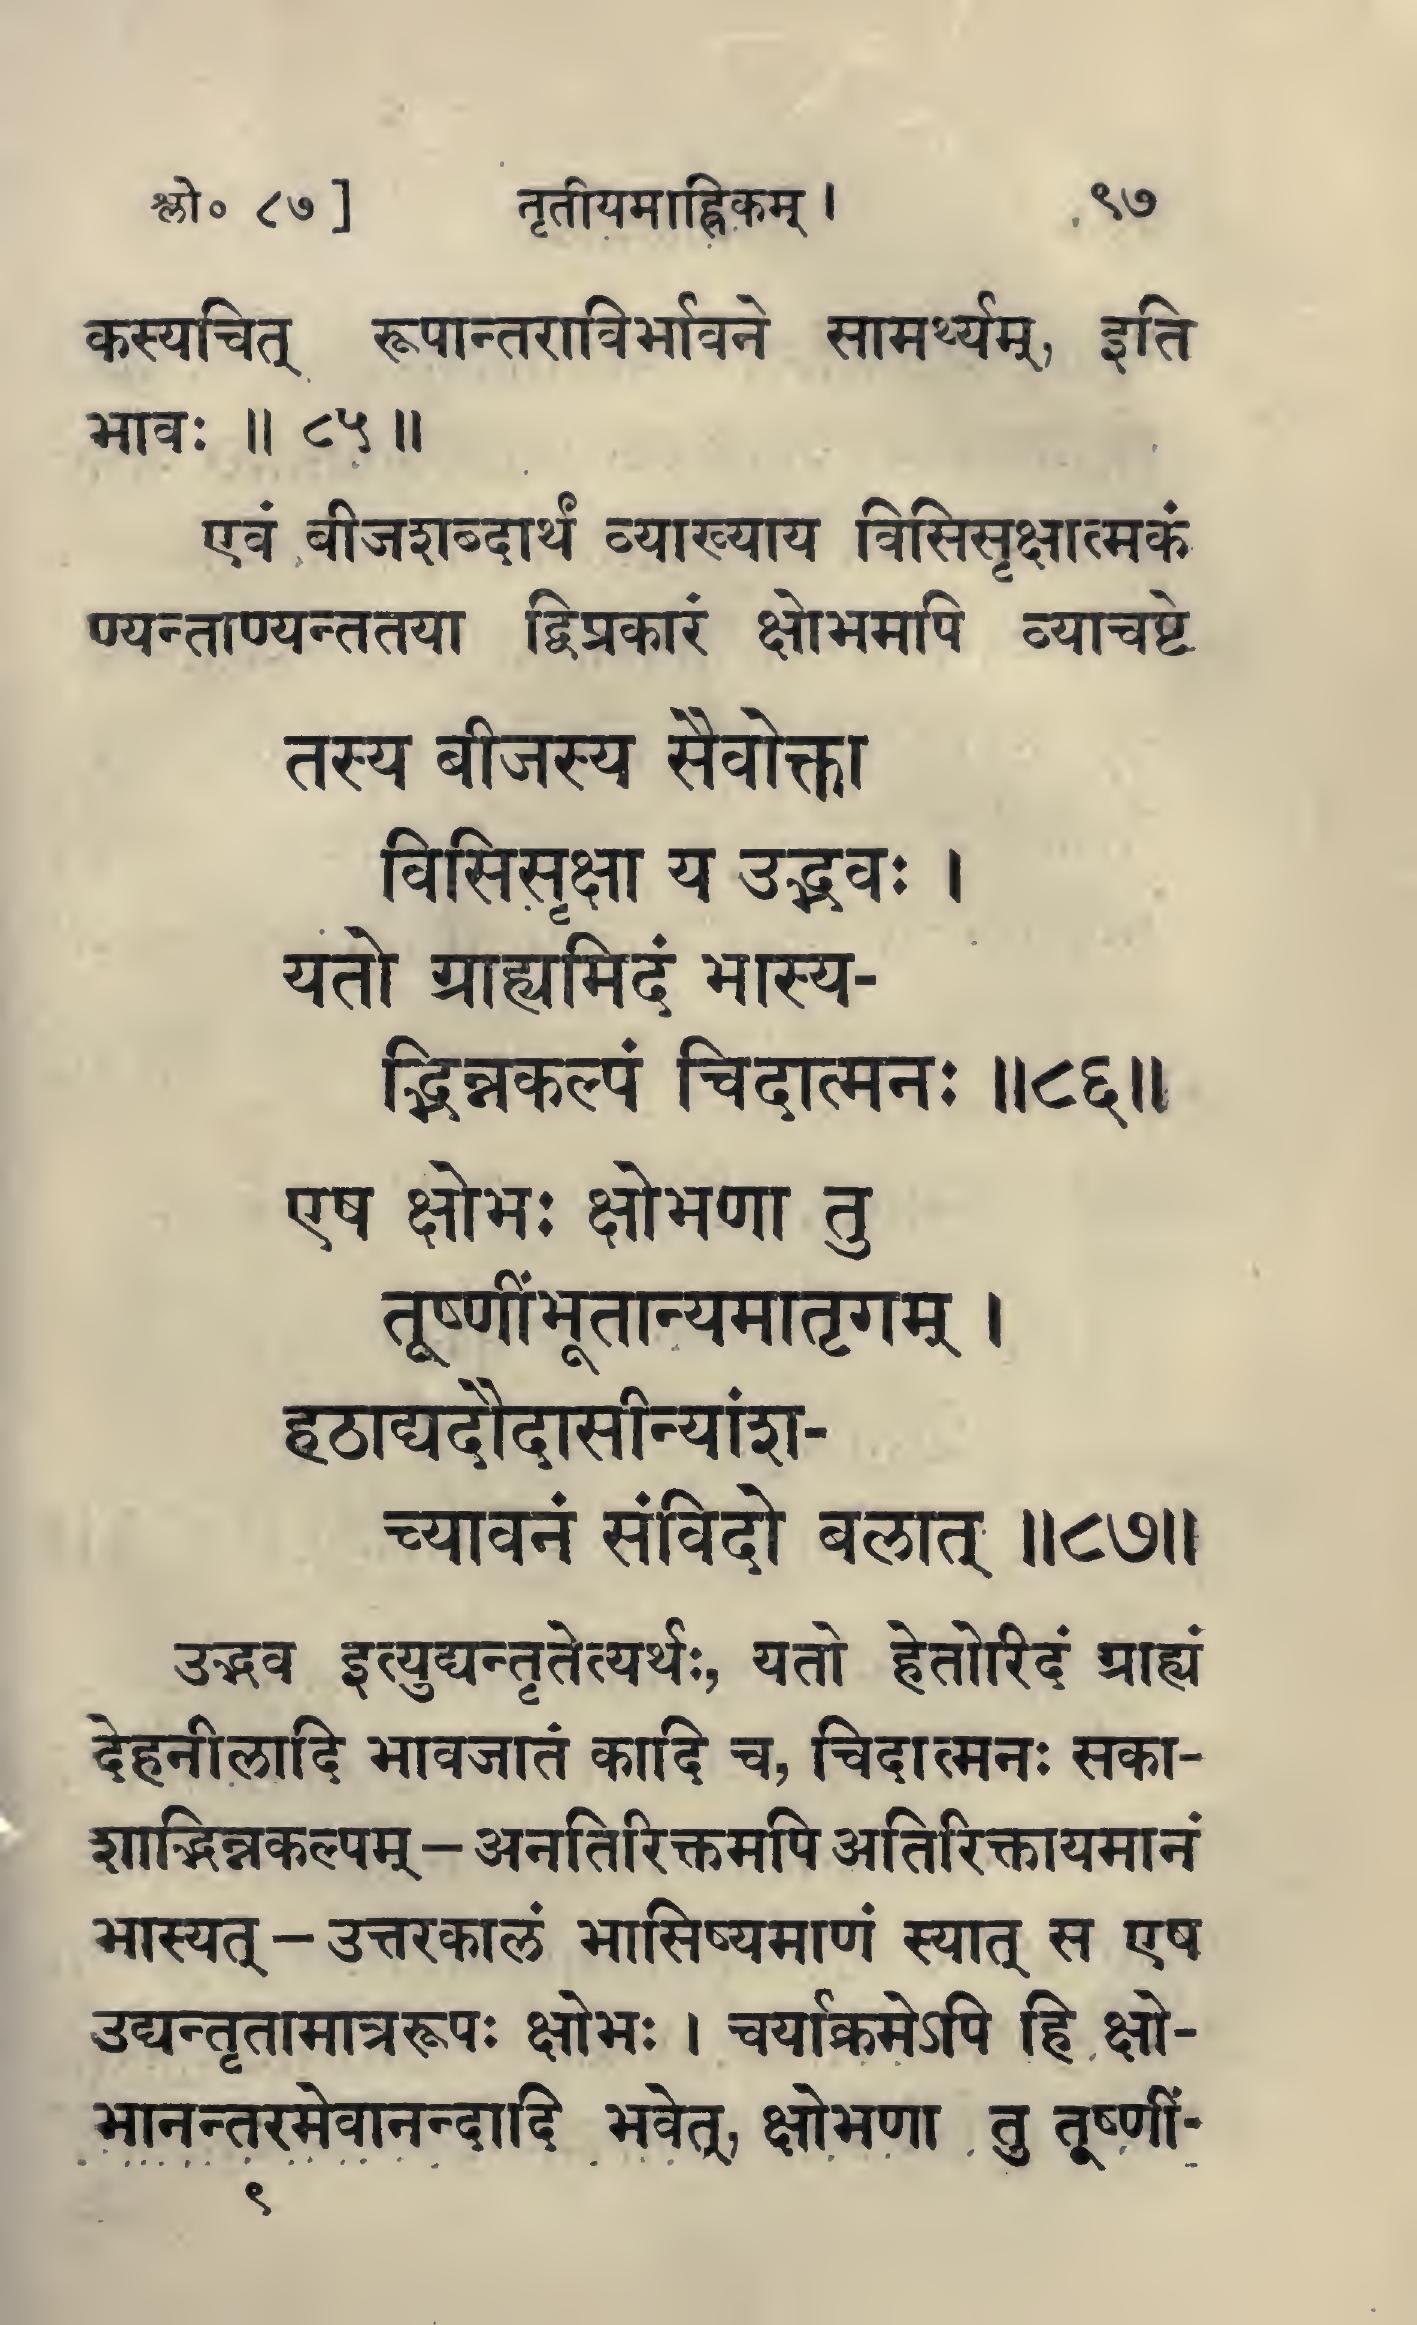 श्लो० ८७ ] तृतीयमाह्निकम् । ९७
कस्यचित् रूपान्तराविर्भावने सामर्थ्यम्, इति
भावः ॥ ८५ ॥
एवं बीजशब्दार्थं व्याख्याय विसिसृक्षात्मकं
ण्यन्ताण्यन्ततया द्विप्रकारं क्षोभमपि व्याचष्टे
तस्य बीजस्य सैवोक्ता
विसिसृक्षा य उद्भवः ।
यतो ग्राह्यमिदं भास्य-
द्भिन्नकल्पं चिदात्मनः ॥८६॥
एष क्षोभः क्षोभणा तु
तूष्णींभूतान्यमातृगम् ।
हठाद्यदौदासीन्यांश-
च्यावनं संविदो बलात् ॥८७॥
उद्भव इत्युद्यन्तृतेत्यर्थः, यतो हेतोरिदं ग्राह्यं
देहनीलादि भावजातं कादि च, चिदात्मनः सका-
शाद्भिन्नकल्पम् – अनतिरिक्तमपि अतिरिक्तायमानं
भास्यत् – उत्तरकालं भासिष्यमाणं स्यात् स एष
उद्यन्तृतामात्ररूपः क्षोभः । चर्याक्रमेऽपि हि क्षो-
भानन्तरमेवानन्दादि भवेत्, क्षोभणा तु तूष्णीं-
९